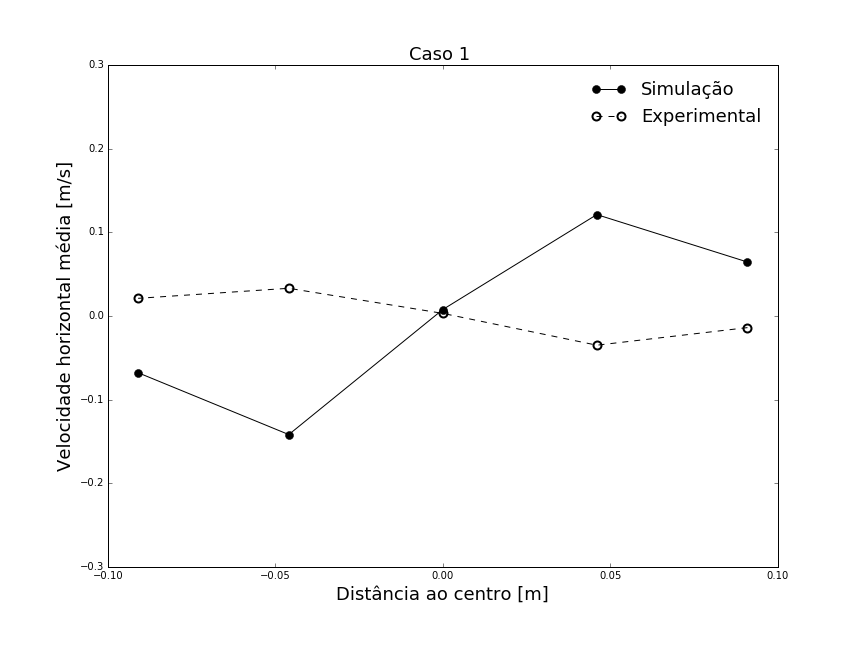 Caso 1
Simulação
Experimental
Velocidade horizontal média [m/s]
0.3
0.2
0.1
0.0
−0.1
−0.2
−0.3
−0.10
−0.05
0.00
0.05
0.10
Distância ao centro [m]